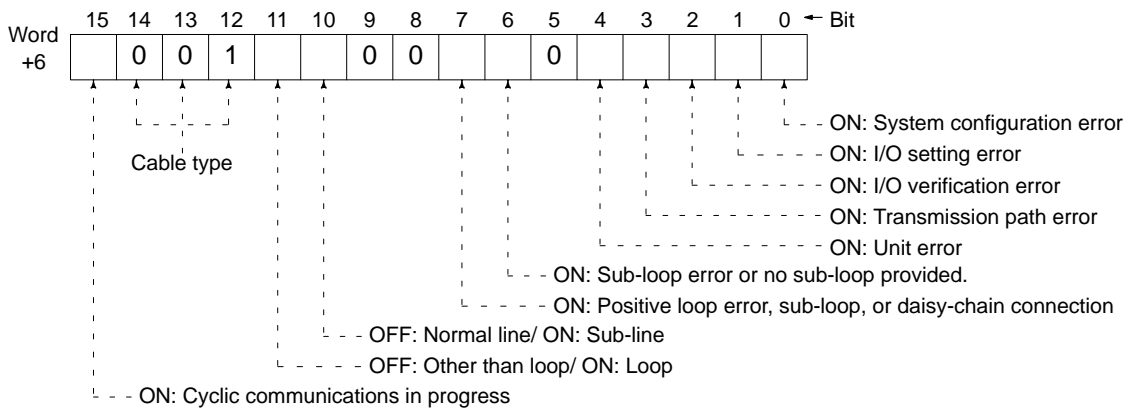 15 14 13 12 11 10 9 8 7 6 5 4 3 2 1 0 ← Bit
Word
+6
0 0 1 0 0 0
ON: System configuration error
Cable type
ON: I/O setting error
ON: I/O verification error
ON: Transmission path error
ON: Unit error
ON: Sub-loop error or no sub-loop provided.
ON: Positive loop error, sub-loop, or daisy-chain connection
OFF: Normal line/ ON: Sub-line
OFF: Other than loop/ ON: Loop
ON: Cyclic communications in progress